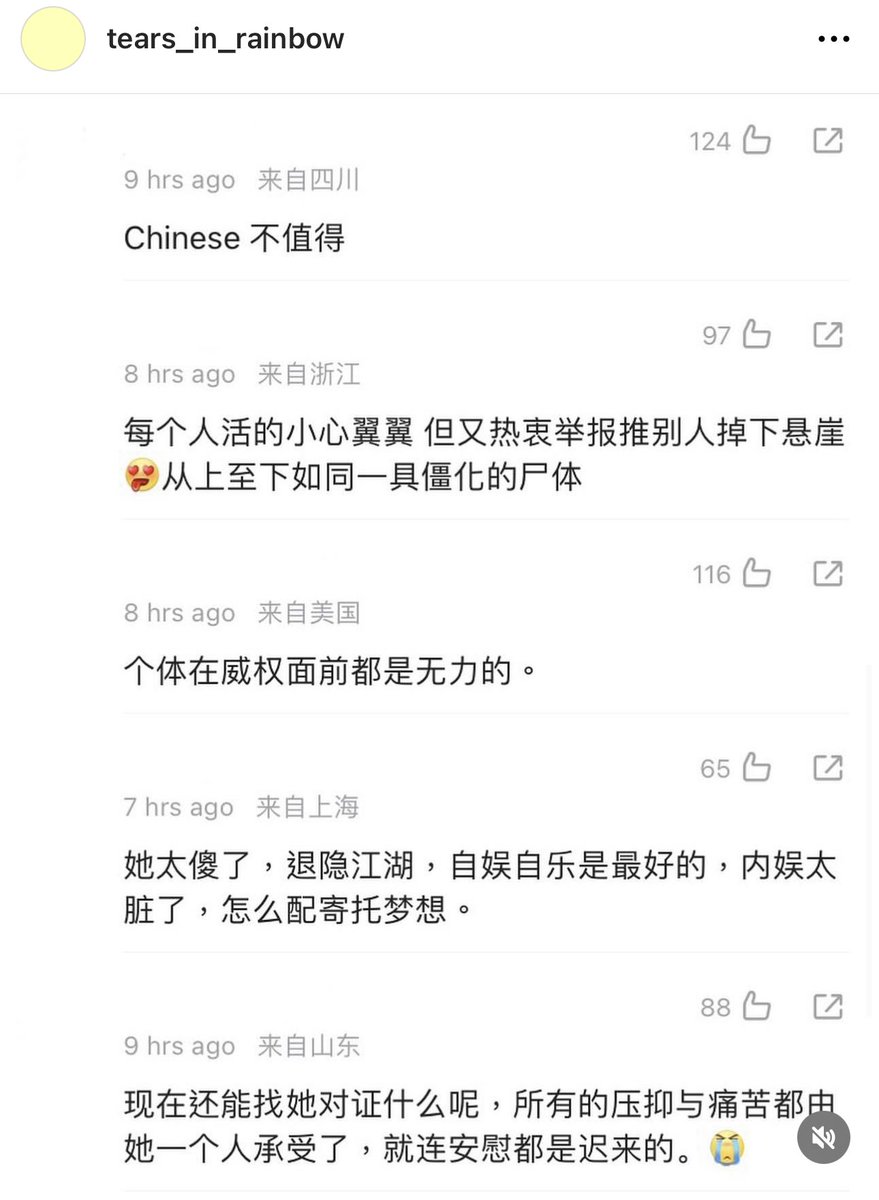 tears_in_rainbow
124
9 hrs ago 来自四川
Chinese 不值得
97
8 hrs ago 来自浙江
每个人活的小心翼翼 但又热衷举报推别人掉下悬崖
从上至下如同一具僵化的尸体
116
8 hrs ago 来自美国
个体在威权面前都是无力的。
65
7 hrs ago 来自上海
她太傻了，退隐江湖，自娱自乐是最好的，内娱太
脏了，怎么配寄托梦想。
88
9 hrs ago 来自山东
现在还能找她对证什么呢，所有的压抑与痛苦都由
她一个人承受了，就连安慰都是迟来的。😭